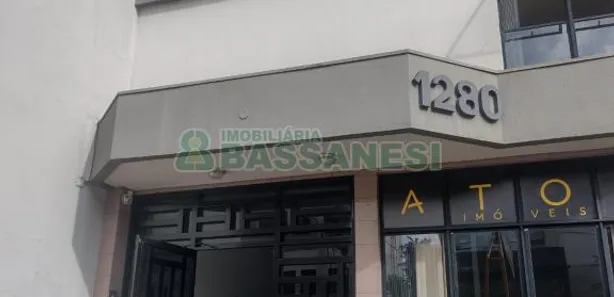 1280
IMOBILIÁRIA
BASSANESI
ATO
IMÓVEIS